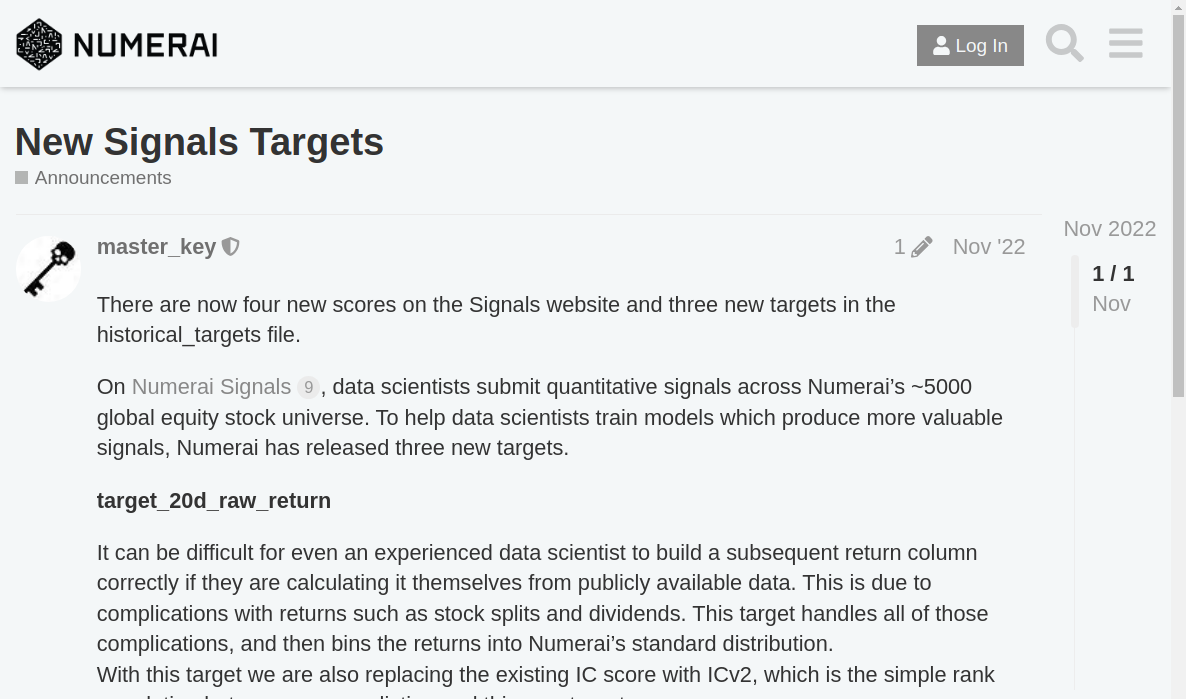 NUMERAI
Log In
New Signals Targets
Announcements
master_key
1
Nov '22
Nov 2022
1 / 1
Nov
There are now four new scores on the Signals website and three new targets in the
historical_targets file.
On Numerai Signals 9, data scientists submit quantitative signals across Numerai’s ~5000
global equity stock universe. To help data scientists train models which produce more valuable
signals, Numerai has released three new targets.
target_20d_raw_return
It can be difficult for even an experienced data scientist to build a subsequent return column
correctly if they are calculating it themselves from publicly available data. This is due to
complications with returns such as stock splits and dividends. This target handles all of those
complications, and then bins the returns into Numerai’s standard distribution.
With this target we are also replacing the existing IC score with ICv2, which is the simple rank